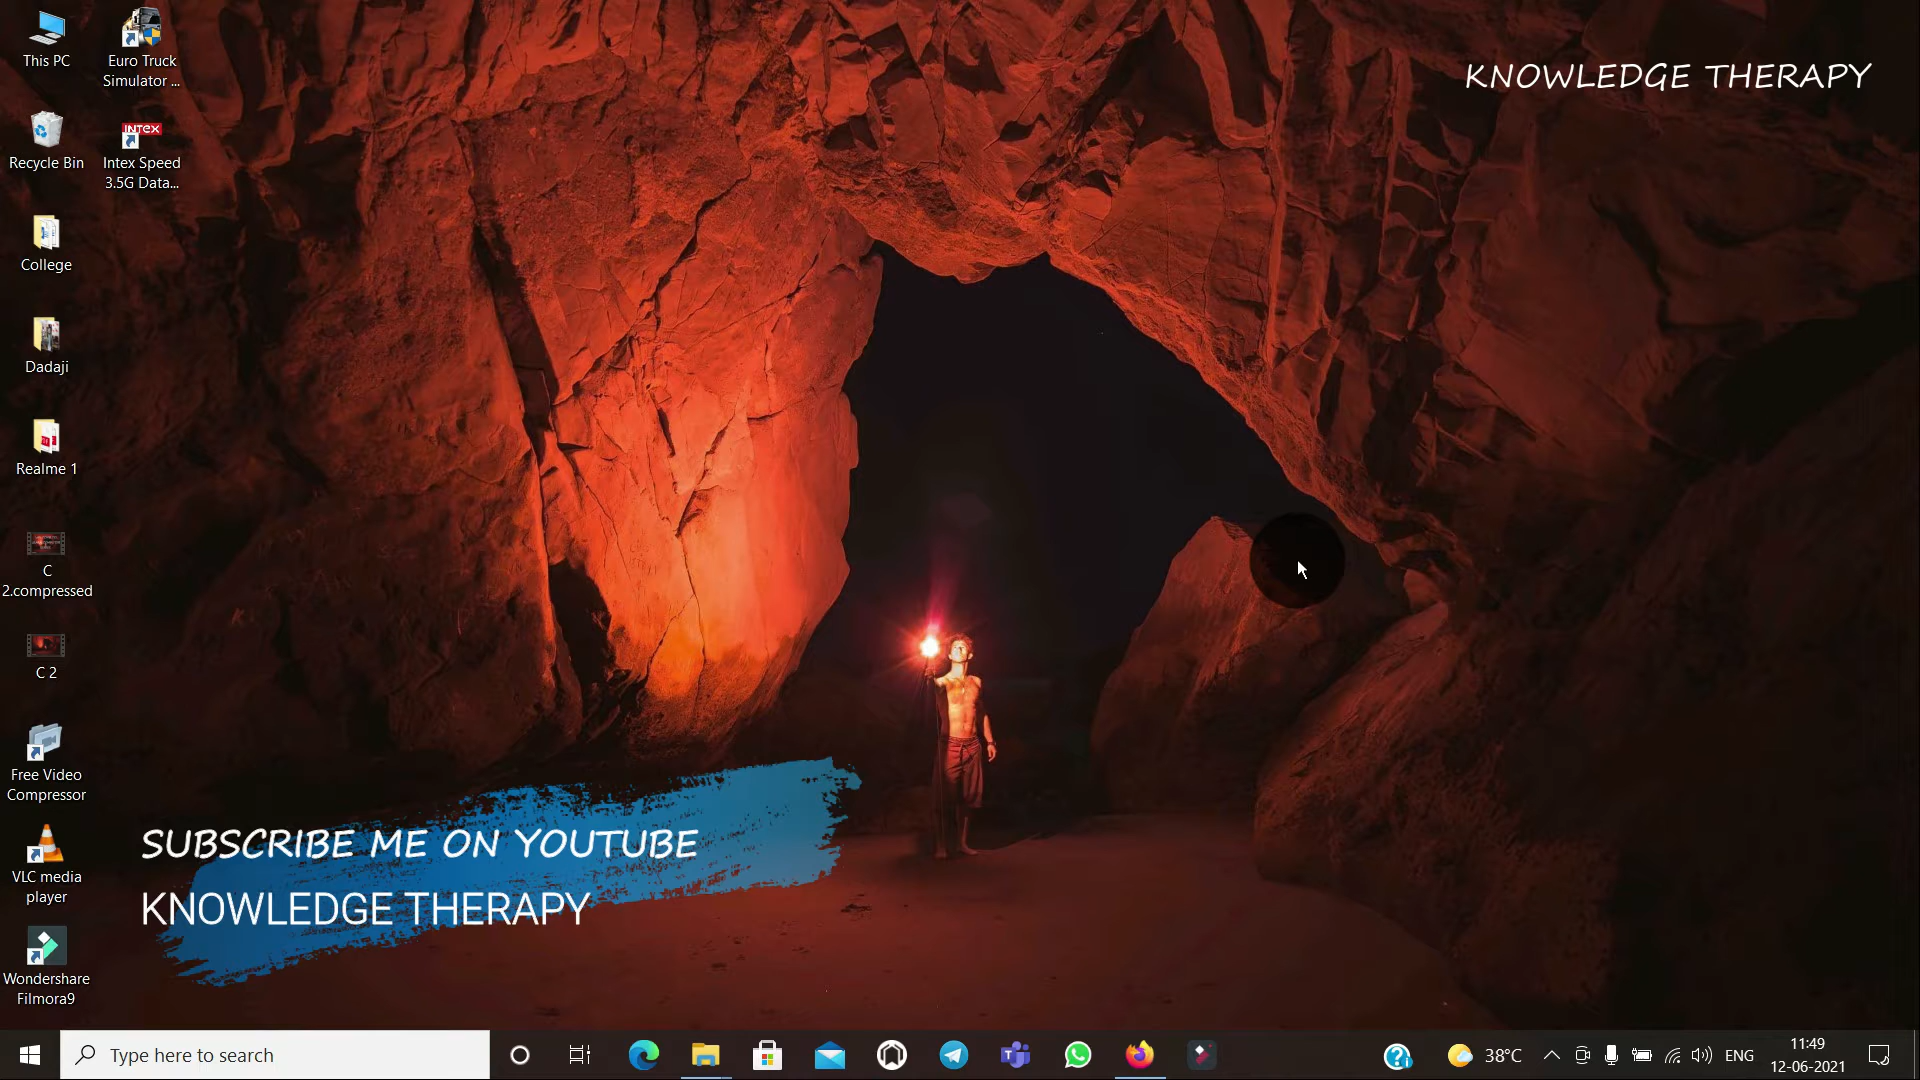 This PC
Euro Truck
Simulator ...
KNOWLEDGE THERAPY
Recycle Bin
INTEX
Intex Speed
3.5G Data...
College
Dadaji
Realme 1
C
2.compressed
C 2
Free Video
Compressor
VLC media
player
Wondershare
Filmora9
SUBSCRIBE ME ON YOUTUBE
KNOWLEDGE THERAPY
Type here to search
38°C
ENG
11:49
12-06-2021